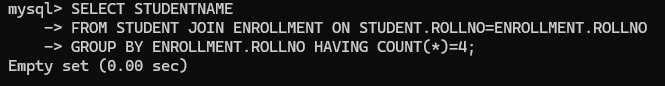 mysql> SELECT STUDENTNAME
    -> FROM STUDENT JOIN ENROLLMENT ON STUDENT.ROLLNO=ENROLLMENT.ROLLNO
    -> GROUP BY ENROLLMENT.ROLLNO HAVING COUNT(*)=4;
Empty set (0.00 sec)